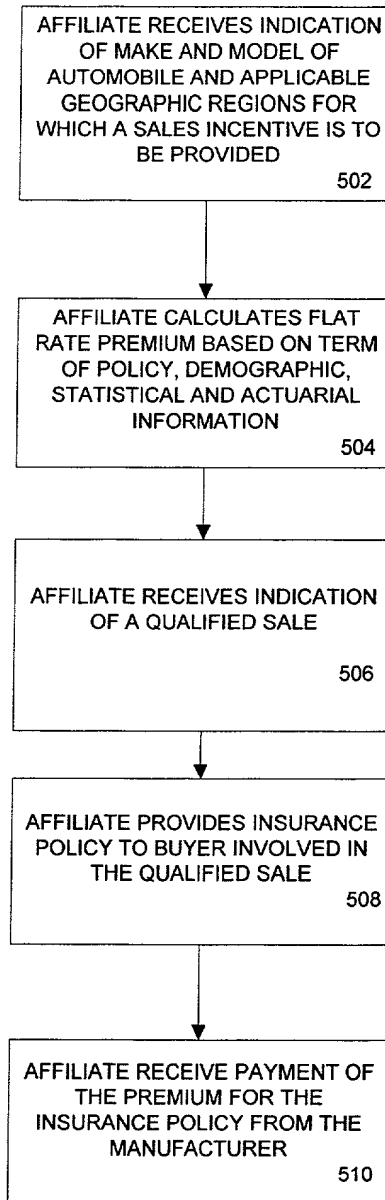 AFFILIATE RECEIVES INDICATION
OF MAKE AND MODEL OF
AUTOMOBILE AND APPLICABLE
GEOGRAPHIC REGIONS FOR
WHICH A SALES INCENTIVE IS TO
BE PROVIDED
502
AFFILIATE CALCULATES FLAT
RATE PREMIUM BASED ON TERM
OF POLICY, DEMOGRAPHIC,
STATISTICAL AND ACTUARIAL
INFORMATION
504
AFFILIATE RECEIVES INDICATION
OF A QUALIFIED SALE
506
AFFILIATE PROVIDES INSURANCE
POLICY TO BUYER INVOLVED IN
THE QUALIFIED SALE
508
AFFILIATE RECEIVE PAYMENT OF
THE PREMIUM FOR THE
INSURANCE POLICY FROM THE
MANUFACTURER
510